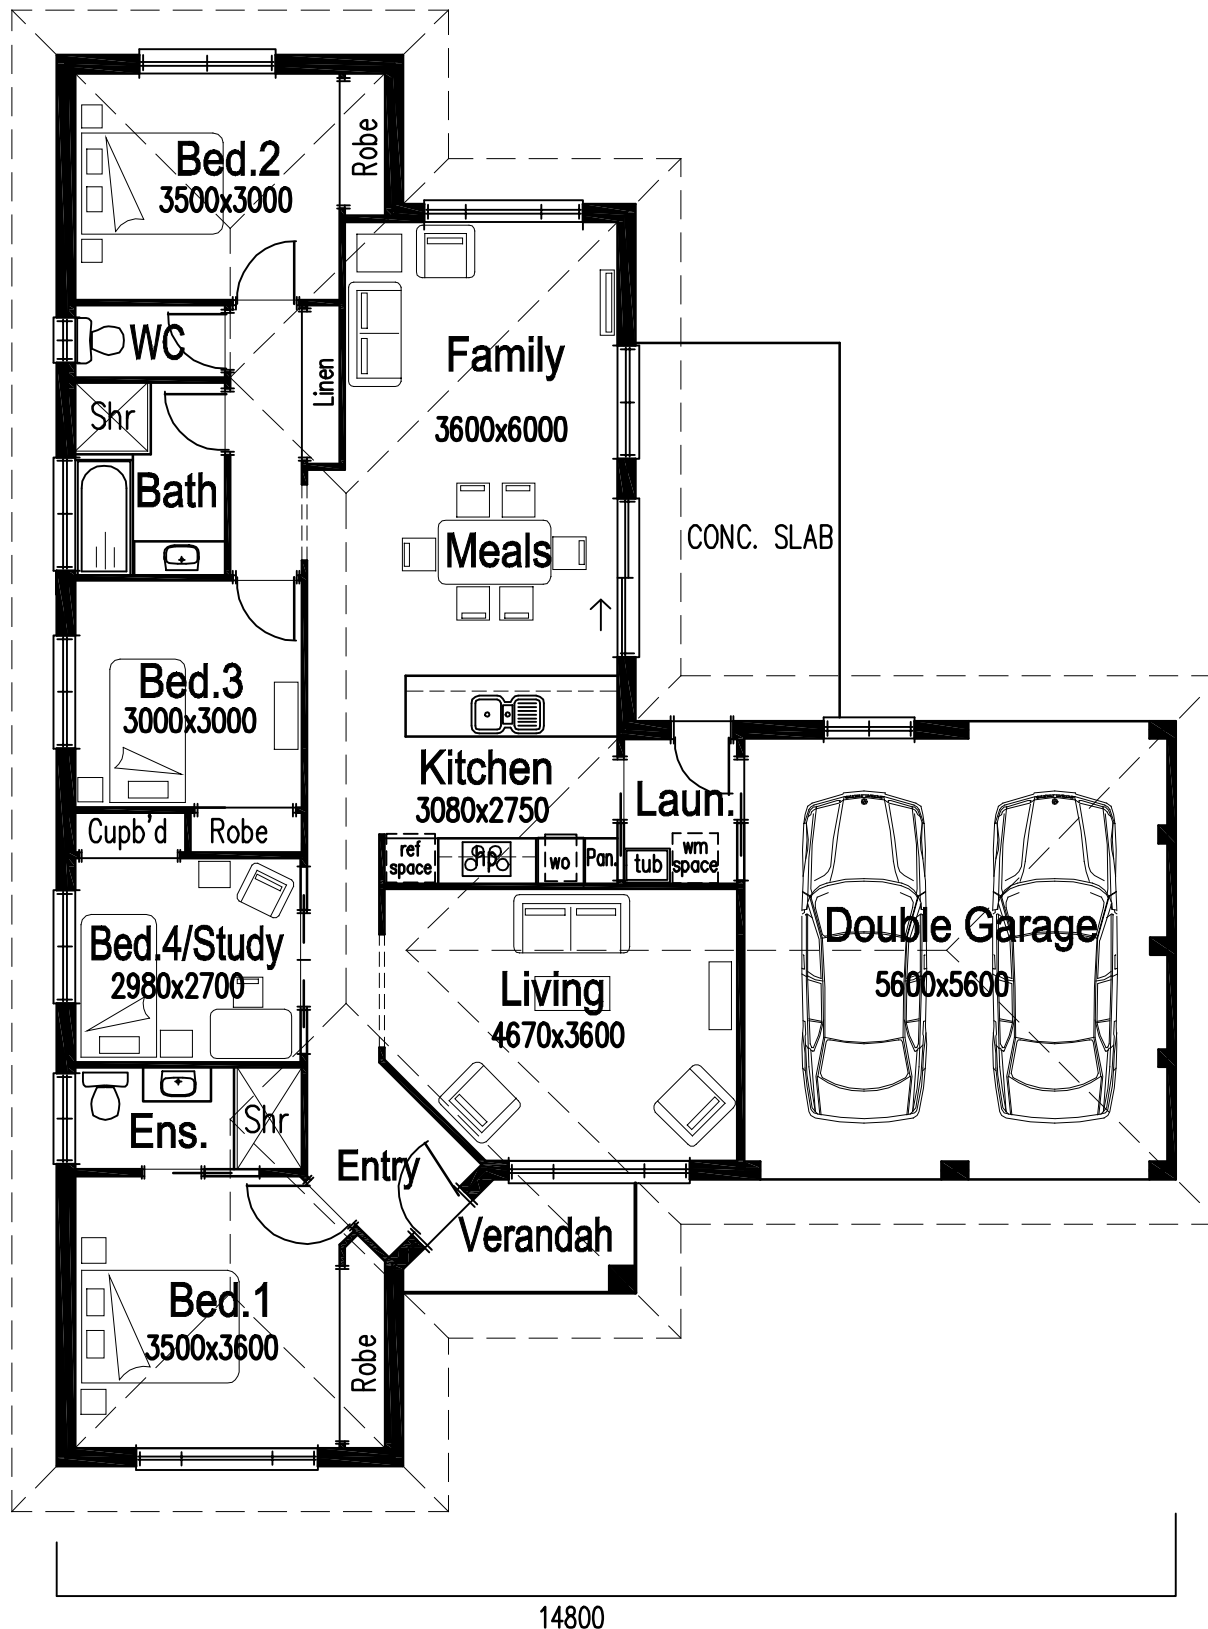 Bed.2
3500x3000
Robe
WC
Linen
Family
3600x6000
Shr
Bath
Meals
CONC. SLAB
Bed.3
3000x3000
Kitchen
3080x2750
Laun.
Cupb'd
Robe
ref
space
hp
wo
Pan.
tub
wm
space
Bed.4/Study
2980x2700
Living
4670x3600
Double Garage
5600x5600
Ens.
Shr
Entry
Verandah
Bed.1
3500x3600
Robe
14800